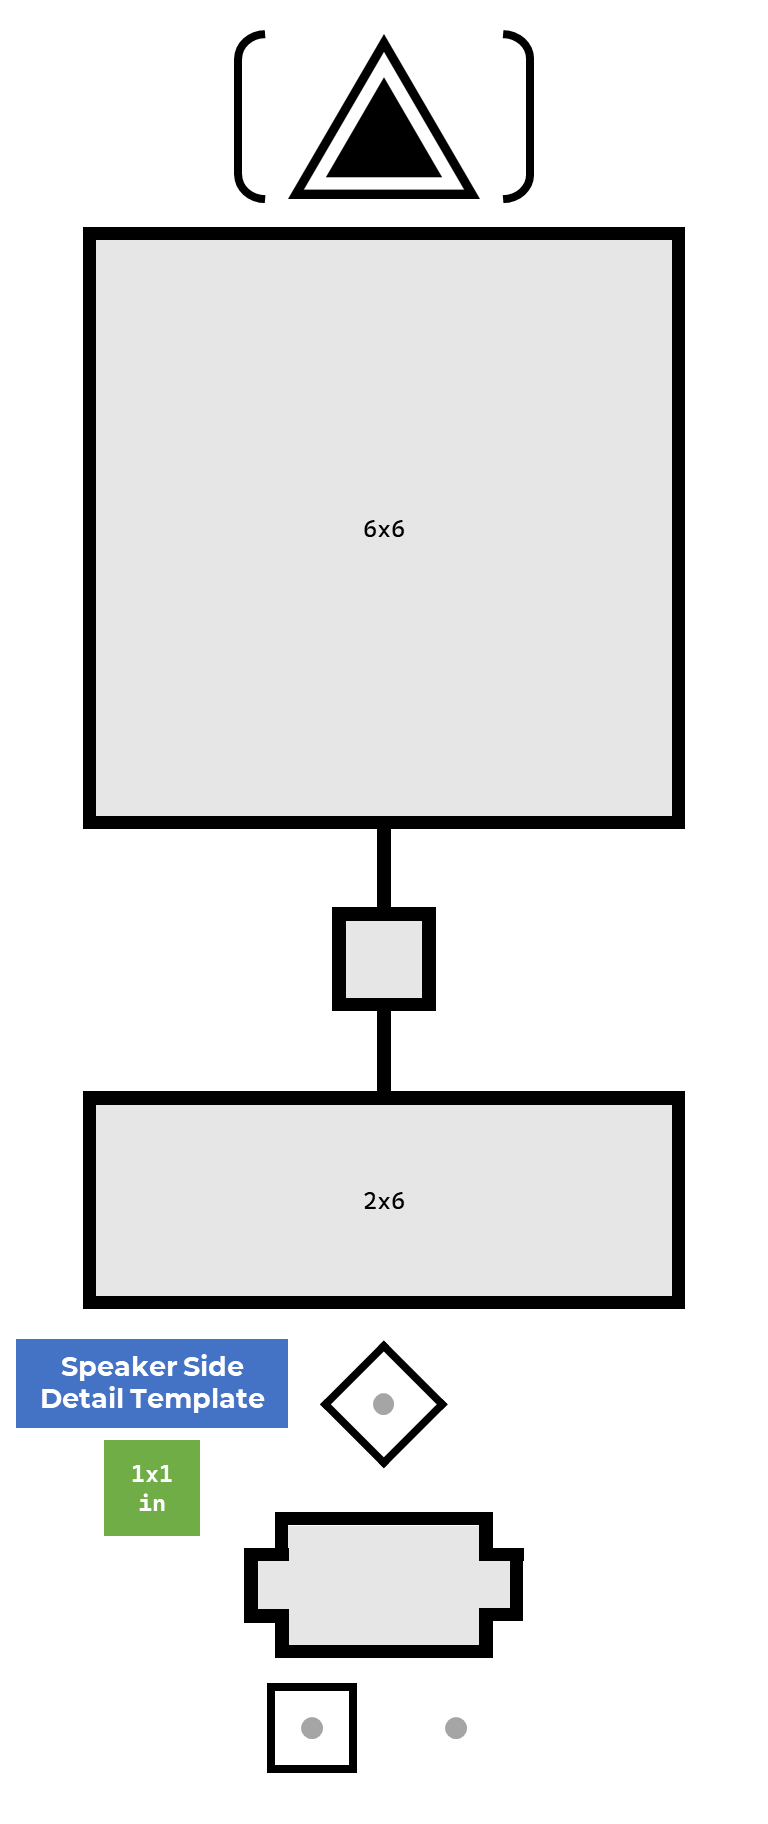 6x6
2x6
Speaker Side
Detail Template
1x1
in